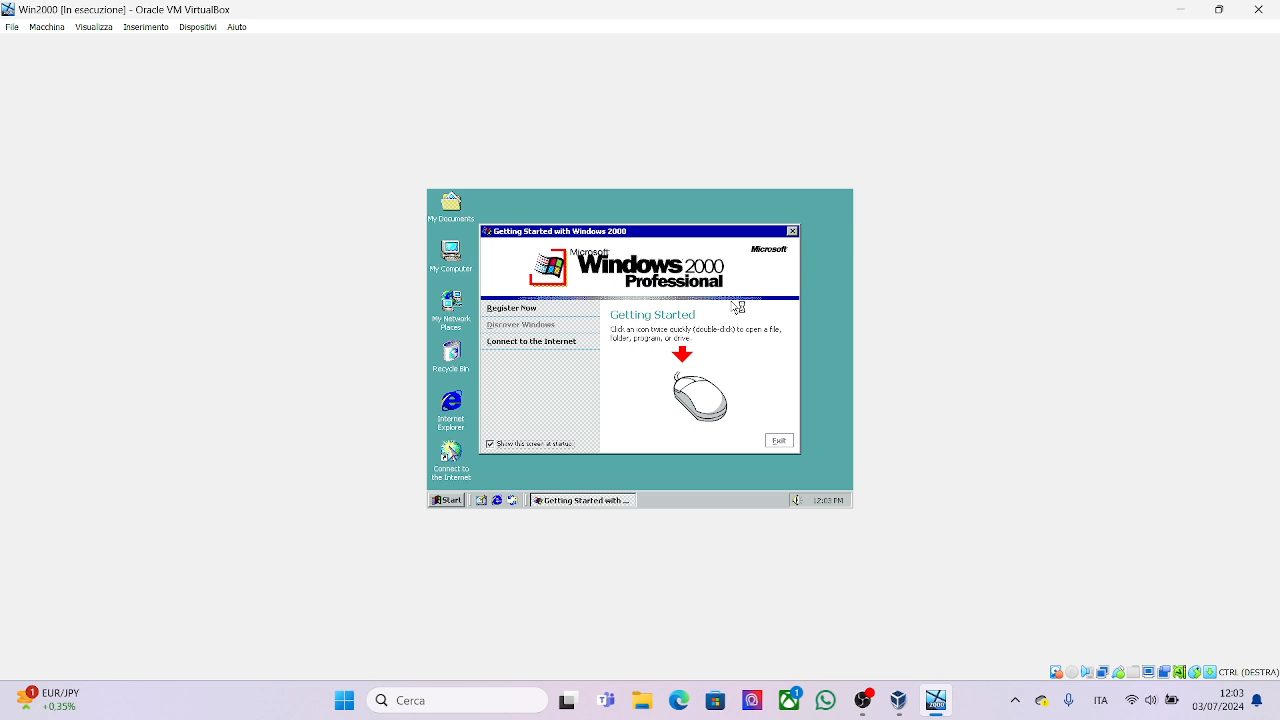 Win2000 [In esecuzione] - Oracle VM VirtualBox
File Macchina Visualizza Inserimento Dispositivi Aiuto
My Documents
My Computer
My Network
Places
Recycle Bin
Internet
Explorer
Connect to
the Internet
Getting Started with Windows 2000
Microsoft
Windows 2000
Professional
Microsoft
Register Now
Discover Windows
Connect to the Internet
Show this screen at startup.
Getting Started
Click an icon twice quickly (double-click) to open a file,
folder, program, or drive.
Exit
Start
Getting Started with ...
12:03 PM
CTRL (DESTRA)
1
EUR/JPY
0,35%
Cerca
1
2000
ITA
12:03
03/07/2024